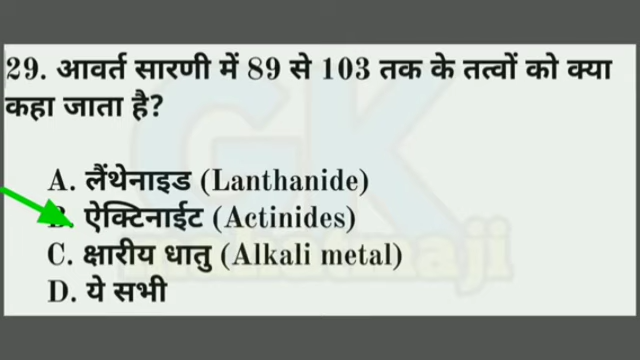 29. आवर्त सारणी में 89 से 103 तक के तत्वों को क्या
कहा जाता है?
A. लैंथेनाइड (Lanthanide)
B. ऐक्टिनाईट (Actinides)
C. क्षारीय धातु (Alkali metal)
D. ये सभी